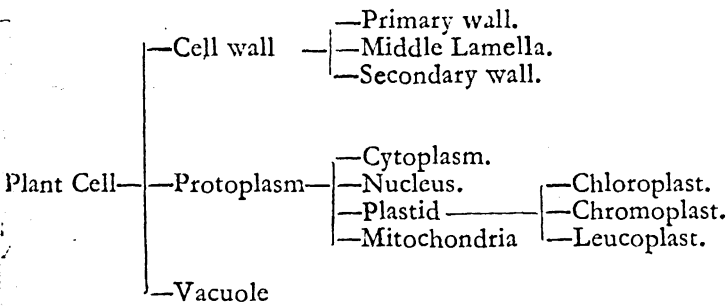 —Primary wall.
—Cell wall —|—Middle Lamella.
—Secondary wall.
—Cytoplasm.
Plant Cell—|—Protoplasm—|—Nucleus. —Chloroplast.
—Plastid ———|—Chromoplast.
—Mitochondria —Leucoplast.
—Vacuole